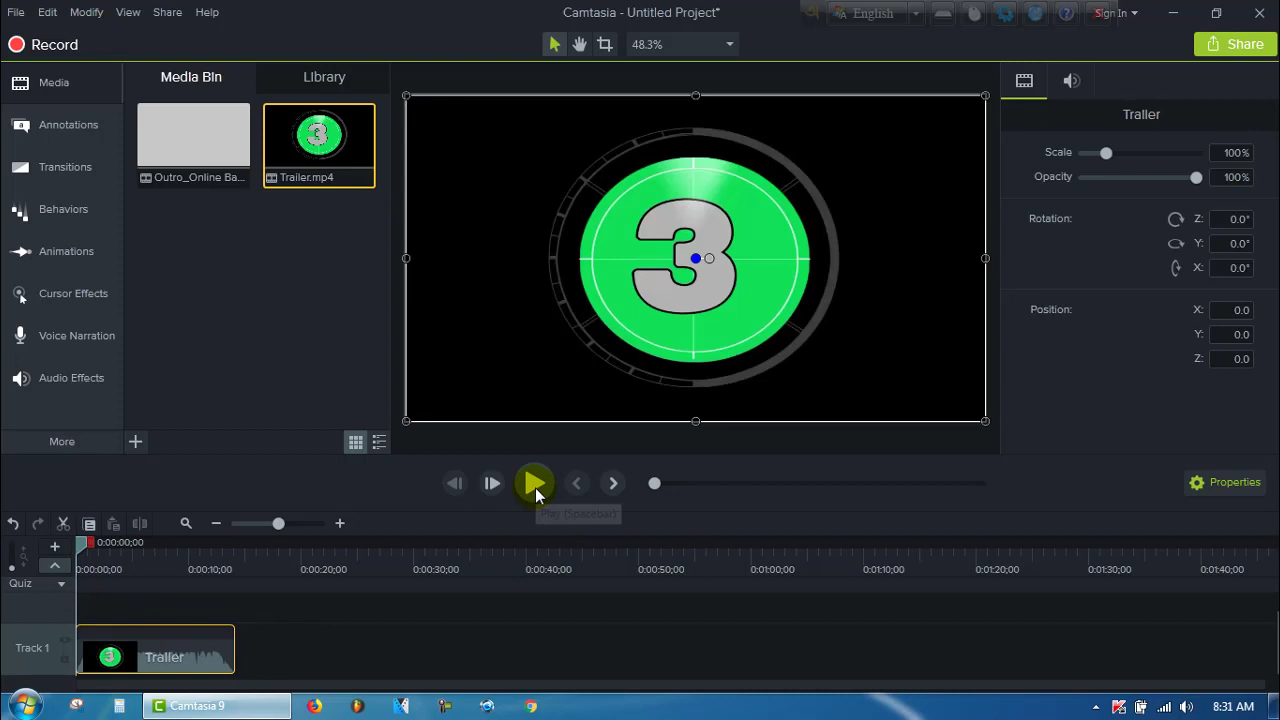 File Edit Modify View Share Help
Camtasia - Untitled Project*
English
Sign In
Record
48.3%
Share
Media
Annotations
Transitions
Behaviors
Animations
Cursor Effects
Voice Narration
Audio Effects
More
Media Bin
Library
Outro_Online Ba...
Trailer.mp4
3
3
Trailer
Scale 100%
Opacity 100%
Rotation: Z: 0.0°
Y: 0.0°
X: 0.0°
Position: X: 0.0
Y: 0.0
Z: 0.0
Play (Spacebar)
Properties
0:00:00;00
0:00:00;00 0:00:10;00 0:00:20;00 0:00:30;00 0:00:40;00 0:00:50;00 0:01:00;00 0:01:10;00 0:01:20;00 0:01:30;00 0:01:40;00
Quiz
Track 1
3
Trailer
Camtasia 9
8:31 AM